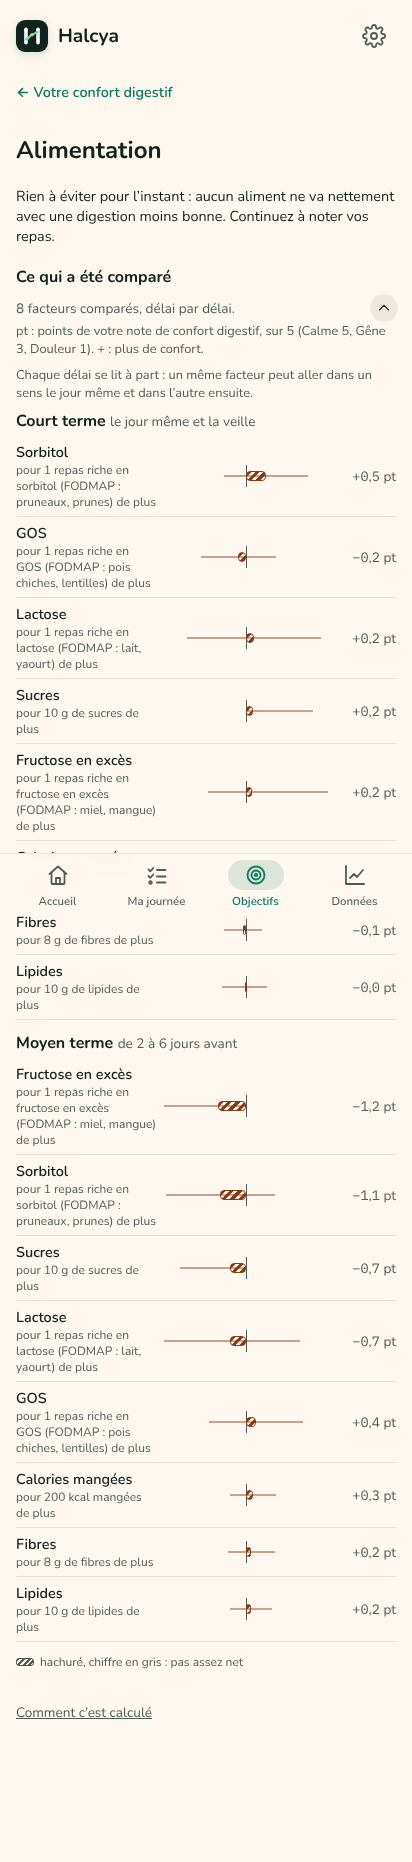 Halcya
← Votre confort digestif
Alimentation
Rien à éviter pour l’instant : aucun aliment ne va nettement
avec une digestion moins bonne. Continuez à noter vos
repas.
Ce qui a été comparé
8 facteurs comparés, délai par délai.
pt : points de votre note de confort digestif, sur 5 (Calme 5, Gêne
3, Douleur 1). + : plus de confort.
Chaque délai se lit à part : un même facteur peut aller dans un
sens le jour même et dans l’autre ensuite.
Court terme le jour même et la veille
Sorbitol
pour 1 repas riche en
sorbitol (FODMAP :
pruneaux, prunes) de plus
+0,5 pt
GOS
pour 1 repas riche en
GOS (FODMAP : pois
chiches, lentilles) de plus
−0,2 pt
Lactose
pour 1 repas riche en
lactose (FODMAP : lait,
yaourt) de plus
+0,2 pt
Sucres
pour 10 g de sucres de
plus
+0,2 pt
Fructose en excès
pour 1 repas riche en
fructose en excès
(FODMAP : miel, mangue)
de plus
+0,2 pt
Accueil
Ma journée
Objectifs
Données
Fibres
pour 8 g de fibres de plus
−0,1 pt
Lipides
pour 10 g de lipides de
plus
−0,0 pt
Moyen terme de 2 à 6 jours avant
Fructose en excès
pour 1 repas riche en
fructose en excès
(FODMAP : miel, mangue)
de plus
−1,2 pt
Sorbitol
pour 1 repas riche en
sorbitol (FODMAP :
pruneaux, prunes) de plus
−1,1 pt
Sucres
pour 10 g de sucres de
plus
−0,7 pt
Lactose
pour 1 repas riche en
lactose (FODMAP : lait,
yaourt) de plus
−0,7 pt
GOS
pour 1 repas riche en
GOS (FODMAP : pois
chiches, lentilles) de plus
+0,4 pt
Calories mangées
pour 200 kcal mangées
de plus
+0,3 pt
Fibres
pour 8 g de fibres de plus
+0,2 pt
Lipides
pour 10 g de lipides de
plus
+0,2 pt
hachuré, chiffre en gris : pas assez net
Comment c’est calculé